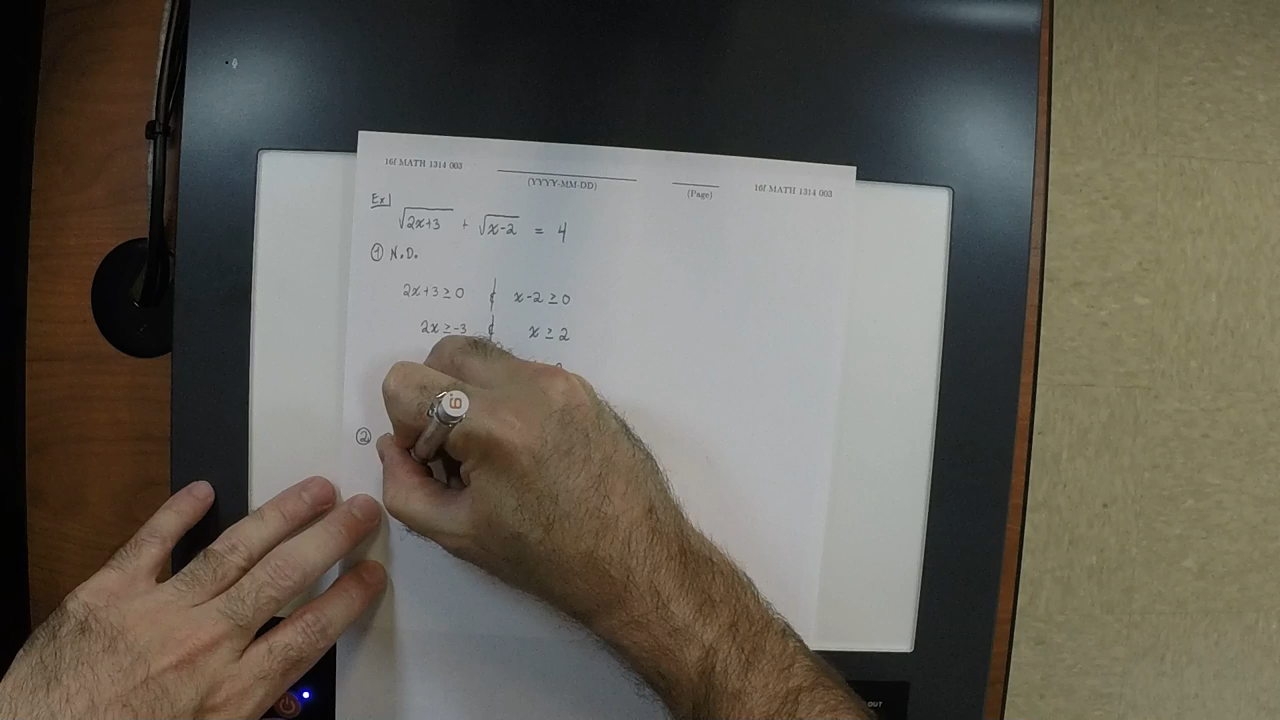 16f MATH 1314 003
(YYYY-MM-DD)
(Page)
16f MATH 1314 003
Ex1
√2x+3 + √x-2 = 4
① N.D.
2x+3 ≥ 0 & x-2 ≥ 0
2x ≥ -3 & x ≥ 2
②